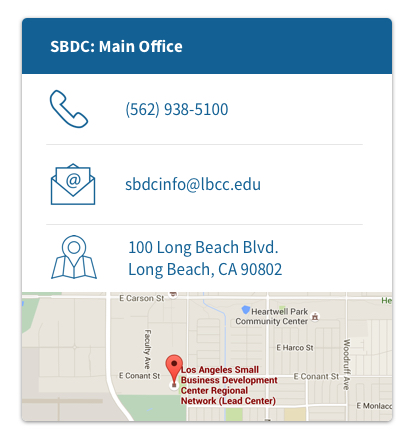 SBDC: Main Office
(562) 938-5100
@
sbdcinfo@lbcc.edu
100 Long Beach Blvd.
Long Beach, CA 90802
E Carson St
He
Heartwell Park
Community Center
Faculty Ave
E Harco St
Woodruff Ave
Los Angeles Small
Business Development
Center Regional
Network (Lead Center)
E Conant St
E Conant St
E Monlaco